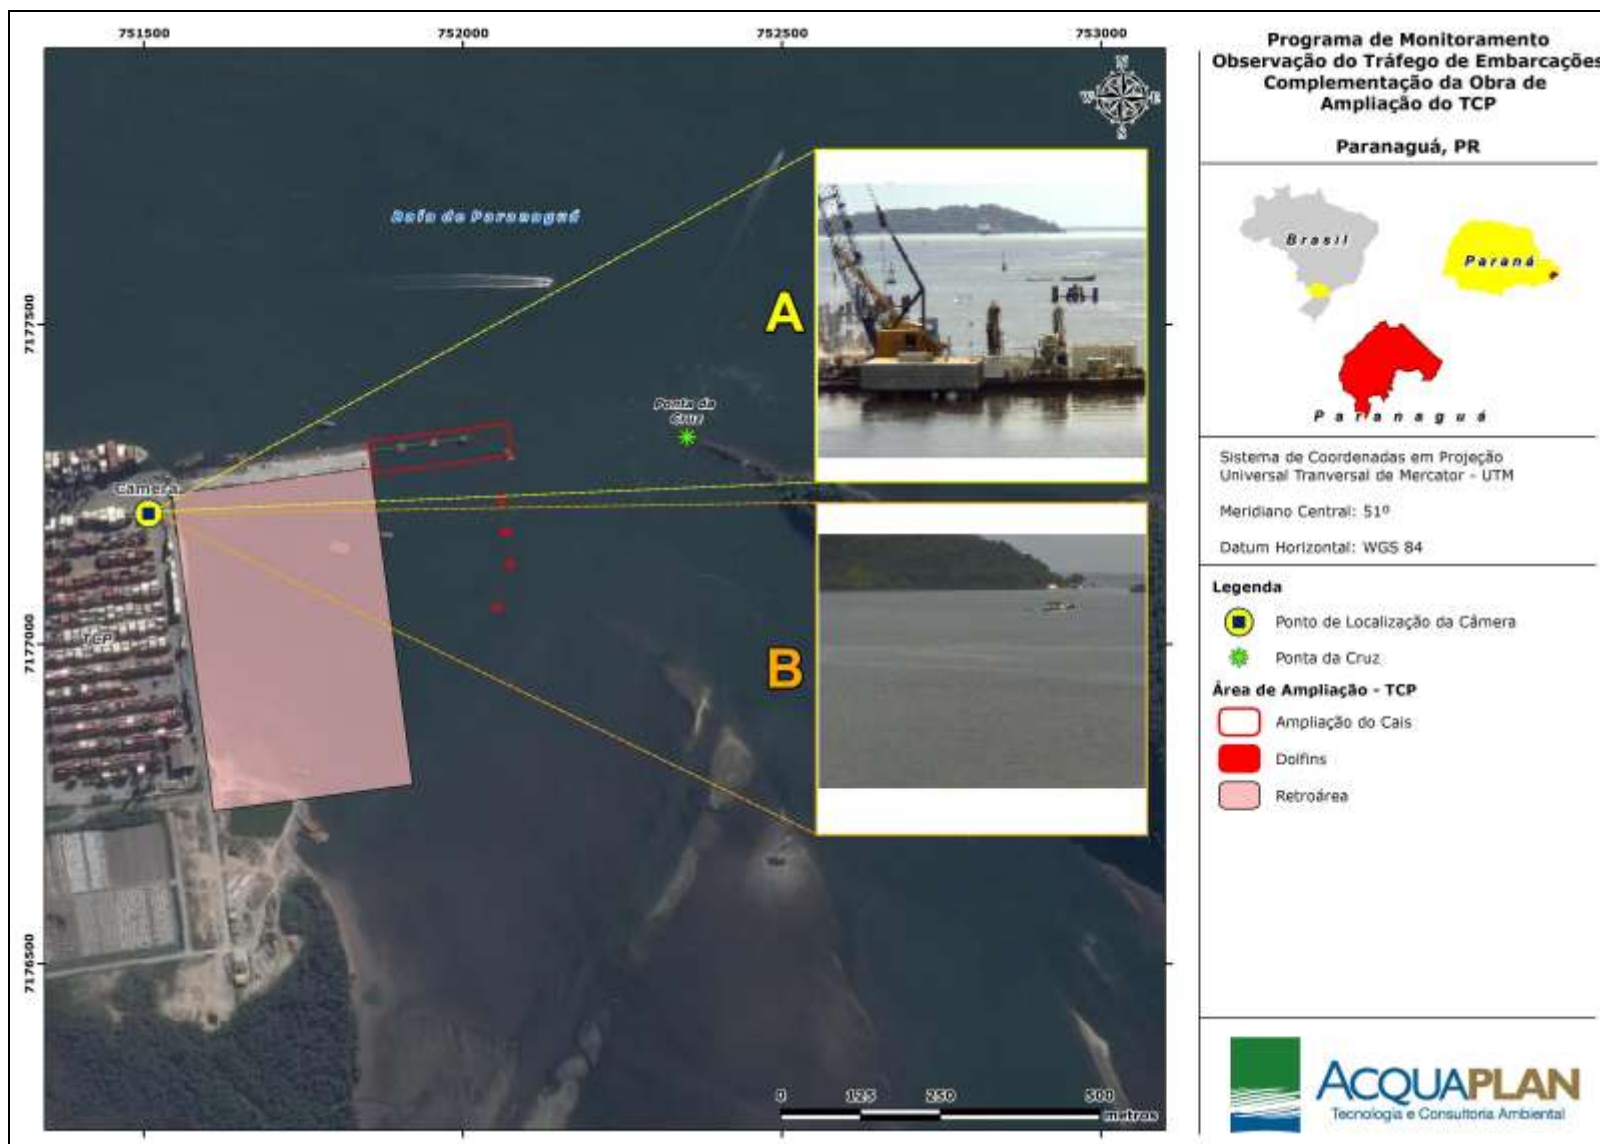 751500
752000
752500
753000
Programa de Monitoramento
Observação do Tráfego de Embarcações
Complementação da Obra de
Ampliação do TCP
Paranaguá, PR
N
W
E
S
Baía de Paranaguá
Brasil
Paraná
Paranaguá
A
7177500
Ponta da
Cruz
Câmera
Sistema de Coordenadas em Projeção
Universal Tranversal de Mercator - UTM
Meridiano Central: 51º
Datum Horizontal: WGS 84
Legenda
Ponto de Localização da Câmera
Ponta da Cruz
Área de Ampliação - TCP
Ampliação do Cais
Dolfins
Retroárea
7177000
TCP
B
7176500
0 125 250 500
metros
ACQUAPLAN
Tecnologia e Consultoria Ambiental